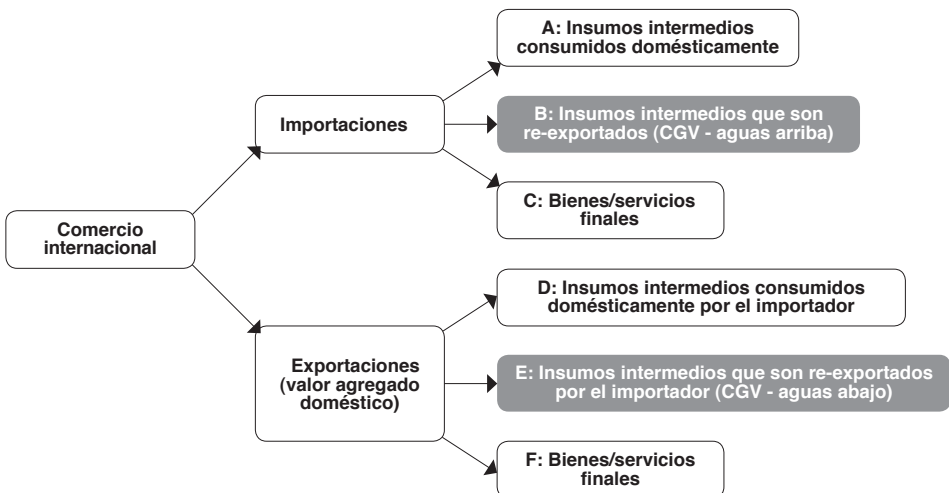 A: Insumos intermedios
consumidos domésticamente
Importaciones
B: Insumos intermedios que son
re-exportados (CGV - aguas arriba)
C: Bienes/servicios
finales
Comercio
internacional
D: Insumos intermedios consumidos
domésticamente por el importador
Exportaciones
(valor agregado
doméstico)
E: Insumos intermedios que son re-exportados
por el importador (CGV - aguas abajo)
F: Bienes/servicios
finales